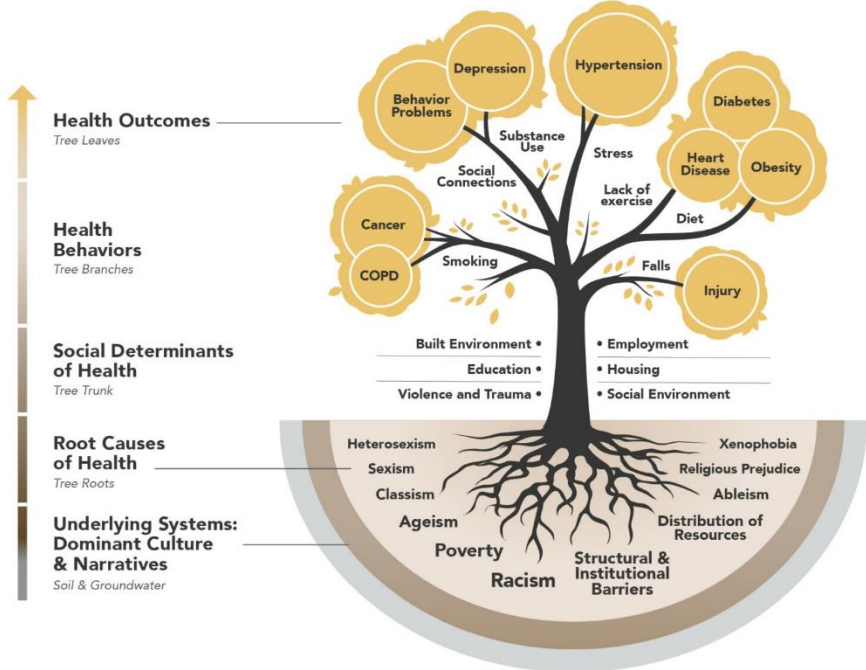 Health Outcomes
Tree Leaves
Health
Behaviors
Tree Branches
Social Determinants
of Health
Tree Trunk
Root Causes
of Health
Tree Roots
Underlying Systems:
Dominant Culture
& Narratives
Soil & Groundwater
Depression
Behavior
Problems
Hypertension
Diabetes
Heart
Disease
Obesity
Substance
Use
Social
Connections
Stress
Lack of
exercise
Diet
Cancer
COPD
Smoking
Falls
Injury
Built Environment •
• Employment
Education •
• Housing
Violence and Trauma •
• Social Environment
Heterosexism
Sexism
Classism
Ageism
Poverty
Racism
Structural &
Institutional
Barriers
Distribution of
Resources
Ableism
Religious Prejudice
Xenophobia